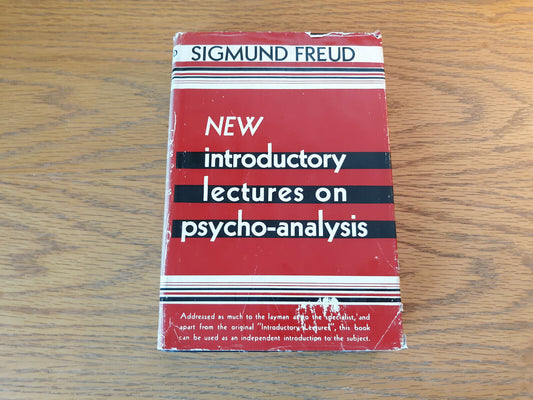 SIGMUND FREUD
NEW
introductory
lectures on
psycho-analysis
Addressed as much to the layman as to the specialist, and
apart from the original "Introductory Lectures", this book
can be used as an independent introduction to the subject.